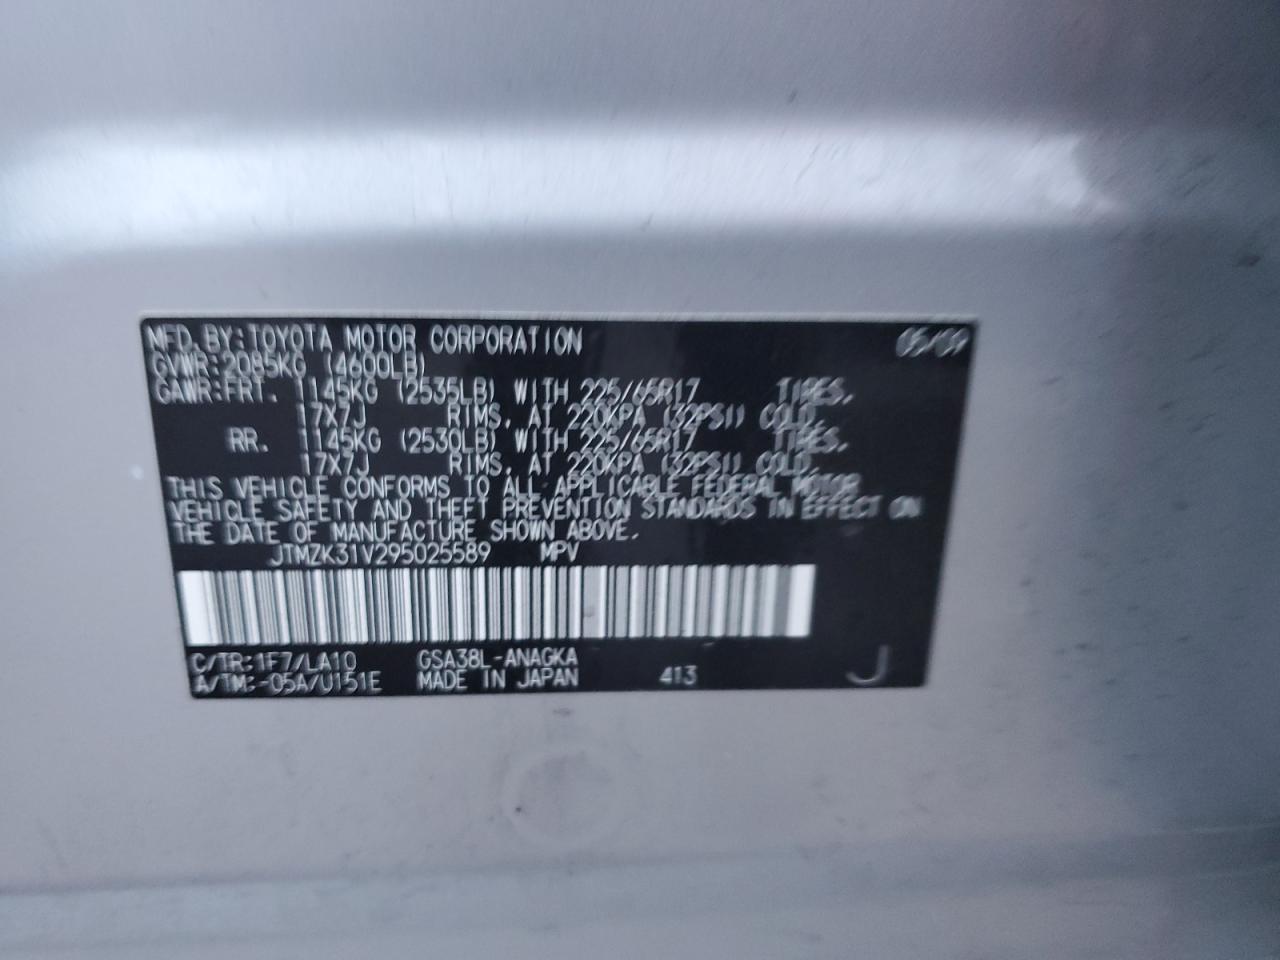 MFD. BY: TOYOTA MOTOR CORPORATION 05/09
GVWR: 2085KG (4600LB)
GAWR: FRT. 1145KG (2535LB) WITH 225/65R17 TIRES,
17X7J RIMS, AT 220KPA (32PSI) COLD.
RR. 1145KG (2530LB) WITH 225/65R17 TIRES,
17X7J RIMS, AT 220KPA (32PSI) COLD.
THIS VEHICLE CONFORMS TO ALL APPLICABLE FEDERAL MOTOR
VEHICLE SAFETY AND THEFT PREVENTION STANDARDS IN EFFECT ON
THE DATE OF MANUFACTURE SHOWN ABOVE.
JTMZK31V295025589 MPV
C/TR: 1F7/LA10 GSA38L-ANAGKA
A/TM: -05A/U151E MADE IN JAPAN 413 J